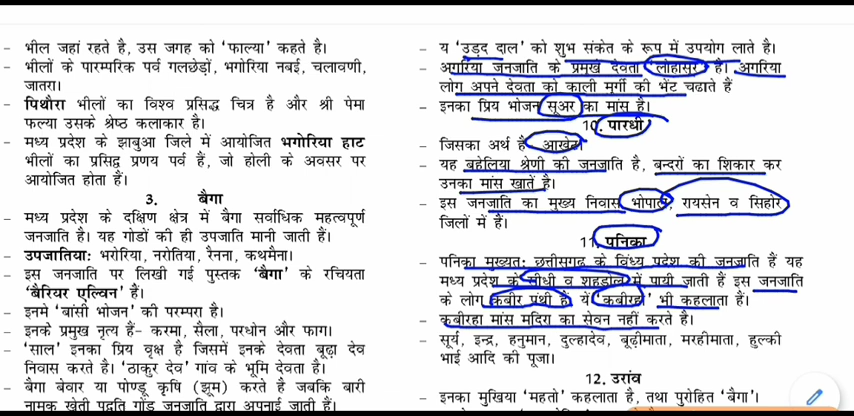 - भील जहां रहते है, उस जगह को 'फाल्या' कहते है।
- भीलों के पारम्परिक पर्व गलछेड़ों, भगोरिया नबई, चलावणी,
जातरा।
- पिथौरा भीलों का विश्व प्रसिद्ध चित्र है और श्री पेमा
फल्या उसके श्रेष्ठ कलाकार है।
- मध्य प्रदेश के झाबुआ जिले में आयोजित भगोरिया हाट
भीलों का प्रसिद्ध प्रणय पर्व हैं, जो होली के अवसर पर
आयोजित होता हैं।
3. बैगा
- मध्य प्रदेश के दक्षिण क्षेत्र में बैगा सर्वाधिक महत्वपूर्ण
जनजाति है। यह गोडों की ही उपजाति मानी जाती हैं।
- उपजातियाः भरोरिया, नरोतिया, रैनना, कथमैना।
- इस जनजाति पर लिखी गई पुस्तक 'बैगा' के रचियता
'बैरियर एल्विन' हैं।
- इनमे 'बांसी भोजन' की परम्परा है।
- इनके प्रमुख नृत्य हैं- करमा, सैला, परधोन और फाग।
- 'साल' इनका प्रिय वृक्ष है जिसमें इनके देवता बूढ़ा देव
निवास करते है। 'ठाकुर देव' गांव के भूमि देवता है।
- बैगा बेवार या पोण्डू कृषि (झूम) करते है जबकि बारी
नामक खेती पद्धति गोंड जनजाति द्वारा अपनाई जाती हैं।
- य 'उड़द दाल' को शुभ संकेत के रूप में उपयोग लाते है।
- अगरिया जनजाति के प्रमुख देवता 'लोहासुर' है। अगरिया
लोग अपने देवता को काली मुर्गी की भेंट चढाते हैं
- इनका प्रिय भोजन सूअर का मांस है।
10. पारधी
- जिसका अर्थ है आखेट
- यह बहेलिया श्रेणी की जनजाति है, बन्दरों का शिकार कर
उनका मांस खातें है।
- इस जनजाति का मुख्य निवास भोपाल, रायसेन व सिहोर
जिलों में हैं।
11. पनिका
- पनिका मुख्यतः छत्तीसगढ के विंध्य प्रदेश की जनजाति हैं यह
मध्य प्रदेश के सीधी व शहडोल में पायी जाती हैं इस जनजाति
के लोग कबीर पंथी हैं ये 'कबीरहा' भी कहलाता हैं।
- कबीरहा मांस मदिरा का सेवन नहीं करते है।
- सूर्य, इन्द्र, हनुमान, दुल्हादेव, बूढ़ीमाता, मरहीमाता, हुल्की
भाई आदि की पूजा।
12. उरांव
- इनका मुखिया 'महतो' कहलाता है, तथा पुरोहित 'बैगा'।